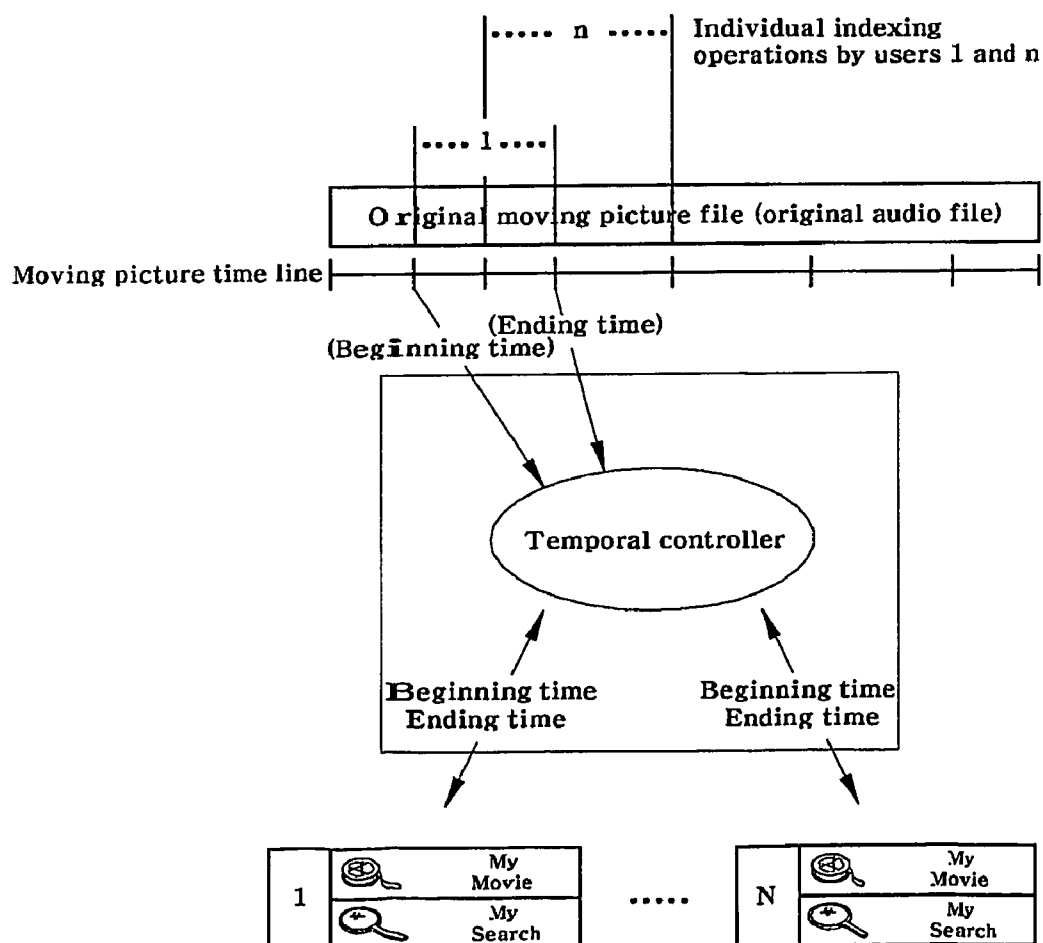 ..... n ..... Individual indexing
operations by users 1 and n
.... 1 ....
Original moving picture file (original audio file)
Moving picture time line
(Ending time)
(Beginning time)
Temporal controller
Beginning time
Ending time
Beginning time
Ending time
1
My
Movie
My
Search
.....
N
My
Movie
My
Search